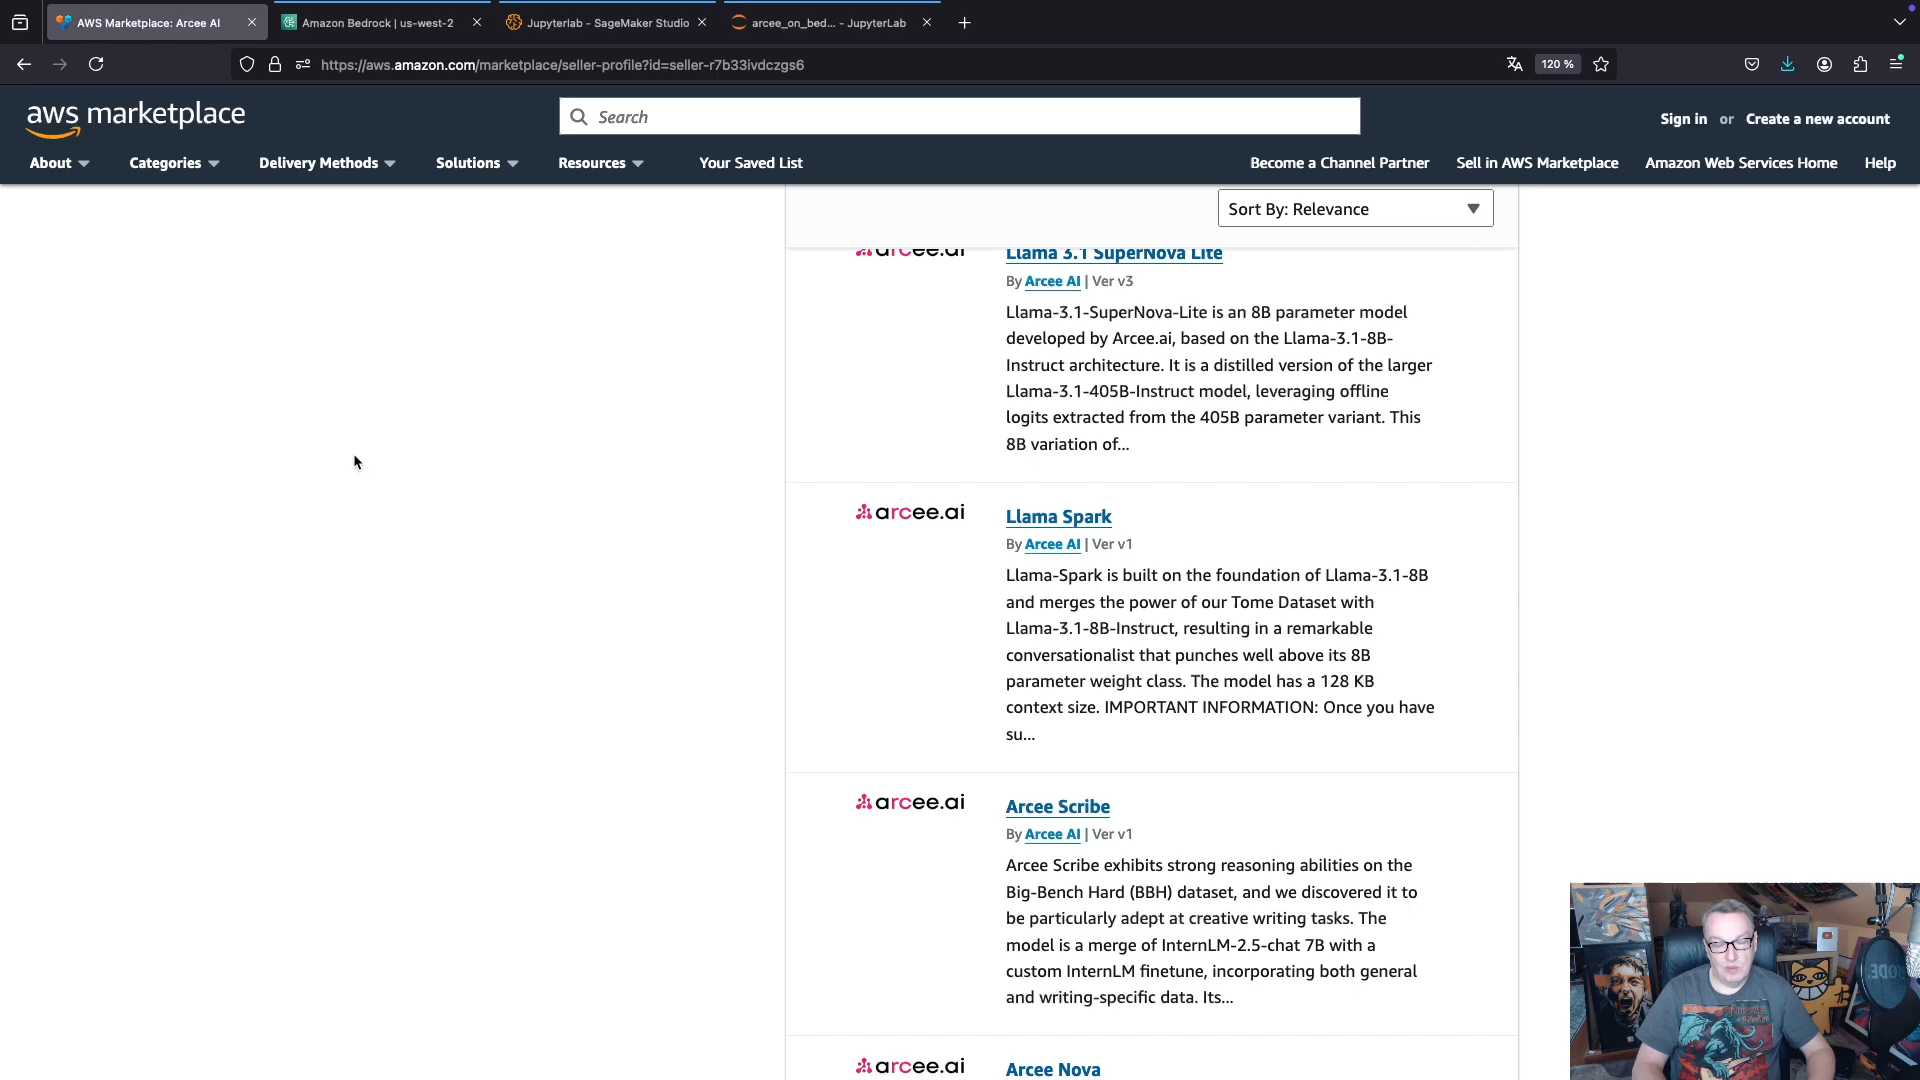 AWS Marketplace: Arcee AI
Amazon Bedrock | us-west-2
Jupyterlab - SageMaker Studio
arcee_on_bed... - JupyterLab
https://aws.amazon.com/marketplace/seller-profile?id=seller-r7b33ivdczgs6
120 %
aws marketplace
Search
Sign in or Create a new account
About
Categories
Delivery Methods
Solutions
Resources
Your Saved List
Become a Channel Partner
Sell in AWS Marketplace
Amazon Web Services Home
Help
Sort By: Relevance
arcee.ai
Llama 3.1 SuperNova Lite
By Arcee AI | Ver v3
Llama-3.1-SuperNova-Lite is an 8B parameter model
developed by Arcee.ai, based on the Llama-3.1-8B-
Instruct architecture. It is a distilled version of the larger
Llama-3.1-405B-Instruct model, leveraging offline
logits extracted from the 405B parameter variant. This
8B variation of...
arcee.ai
Llama Spark
By Arcee AI | Ver v1
Llama-Spark is built on the foundation of Llama-3.1-8B
and merges the power of our Tome Dataset with
Llama-3.1-8B-Instruct, resulting in a remarkable
conversationalist that punches well above its 8B
parameter weight class. The model has a 128 KB
context size. IMPORTANT INFORMATION: Once you have
su...
arcee.ai
Arcee Scribe
By Arcee AI | Ver v1
Arcee Scribe exhibits strong reasoning abilities on the
Big-Bench Hard (BBH) dataset, and we discovered it to
be particularly adept at creative writing tasks. The
model is a merge of InternLM-2.5-chat 7B with a
custom InternLM finetune, incorporating both general
and writing-specific data. Its...
arcee.ai
Arcee Nova
RODE